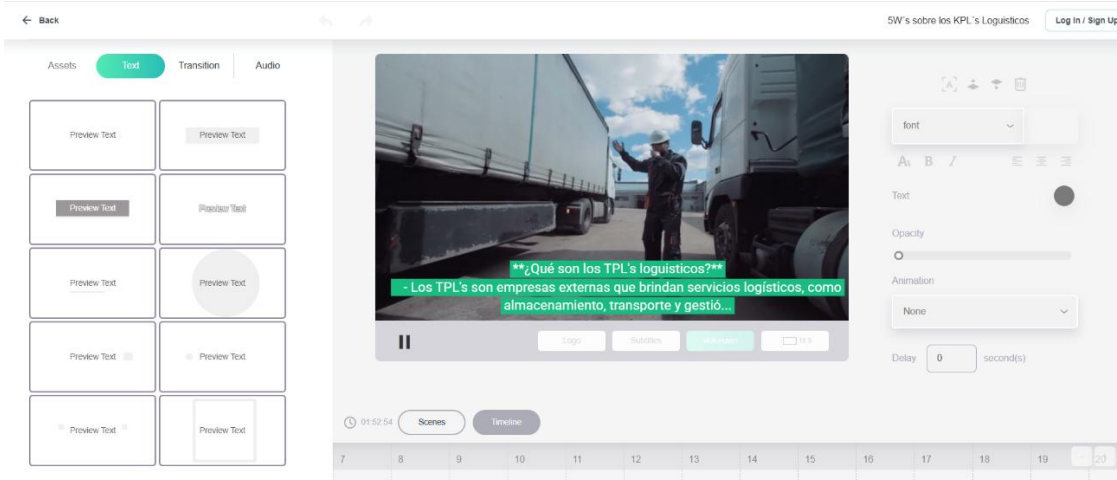 Back
5W´s sobre los KPL´s Loguisticos
Log In / Sign Up
Assets
Text
Transition
Audio
Preview Text
Preview Text
Preview Text
Preview Text
Preview Text
Preview Text
Preview Text
Preview Text
Preview Text
Preview Text
**¿Qué son los TPL's loguisticos?**
- Los TPL's son empresas externas que brindan servicios logísticos, como
almacenamiento, transporte y gestió...
Logo
Subtitles
font
B I
Text
Opacity
Animation
None
Delay 0 second(s)
01:52:54
Scenes
Timeline
7 8 9 10 11 12 13 14 15 16 17 18 19 20